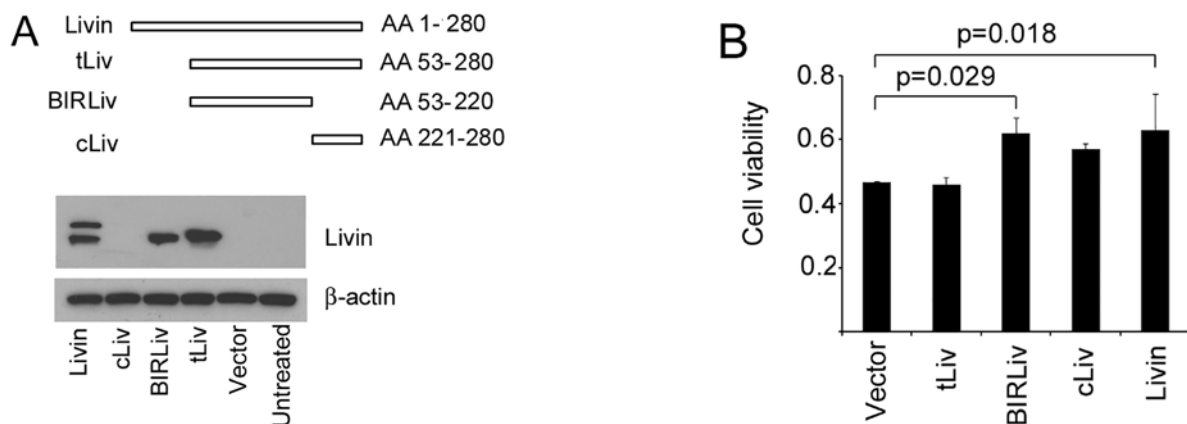 A
Livin AA 1- 280
tLiv AA 53- 280
BIRLiv AA 53- 220
cLiv AA 221-280
Livin
β-actin
Livin
cLiv
BIRLiv
tLiv
Vector
Untreated
B
p=0.018
p=0.029
Cell viability
0.8
0.6
0.4
0.2
Vector
tLiv
BIRLiv
cLiv
Livin